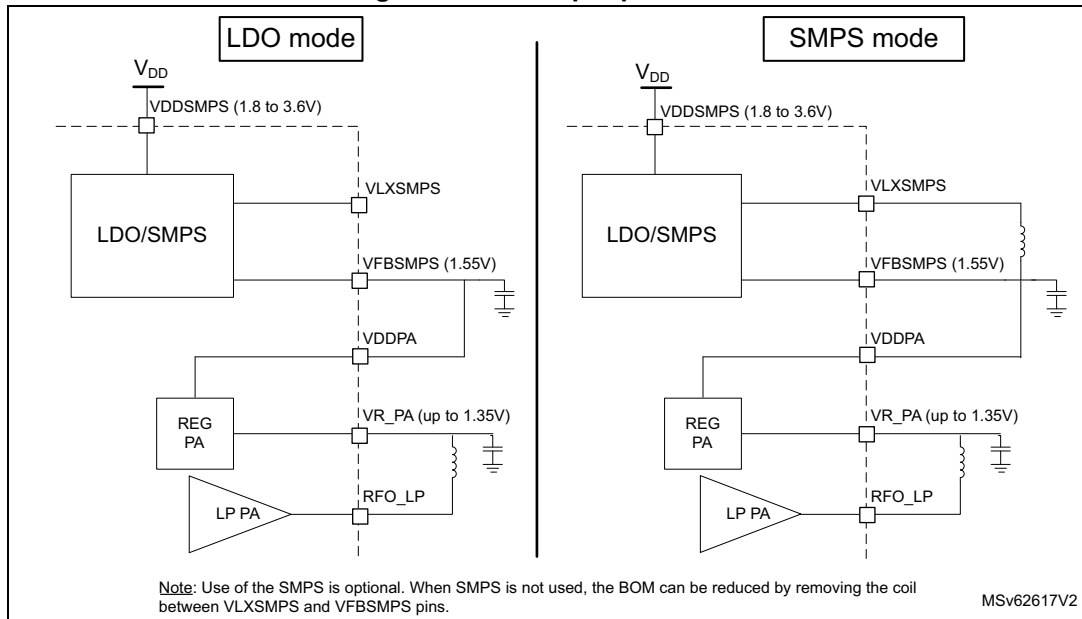 LDO mode
V_DD
VDDSMPS (1.8 to 3.6V)
LDO/SMPS
VLXSMPS
VFBSMPS (1.55V)
VDDPA
REG
PA
VR_PA (up to 1.35V)
LP PA
RFO_LP
SMPS mode
V_DD
VDDSMPS (1.8 to 3.6V)
LDO/SMPS
VLXSMPS
VFBSMPS (1.55V)
VDDPA
REG
PA
VR_PA (up to 1.35V)
LP PA
RFO_LP
Note: Use of the SMPS is optional. When SMPS is not used, the BOM can be reduced by removing the coil
between VLXSMPS and VFBSMPS pins.
MSv62617V2